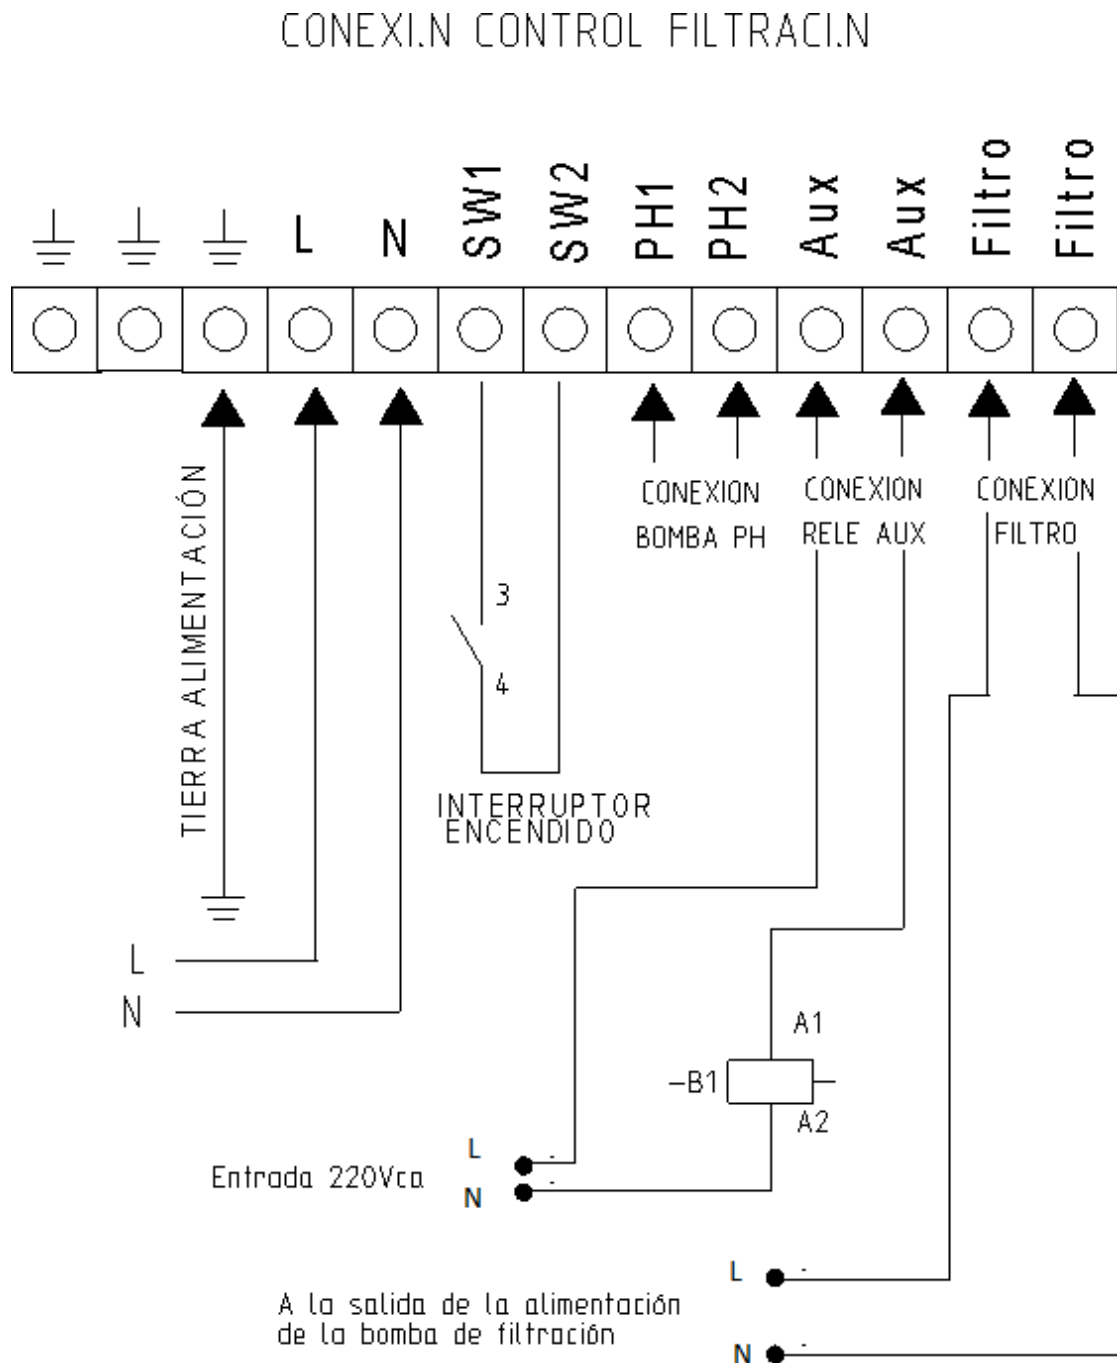 CONEXI.N CONTROL FILTRACI.N
L N SW1 SW2 PH1 PH2 Aux Aux Filtro Filtro
TIERRA ALIMENTACIÓN
CONEXION
BOMBA PH
CONEXION
RELE AUX
CONEXION
FILTRO
3
4
INTERRUPTOR
ENCENDIDO
L
N
A1
-B1
A2
Entrada 220Vca
L
N
A la salida de la alimentación
de la bomba de filtración
L
N